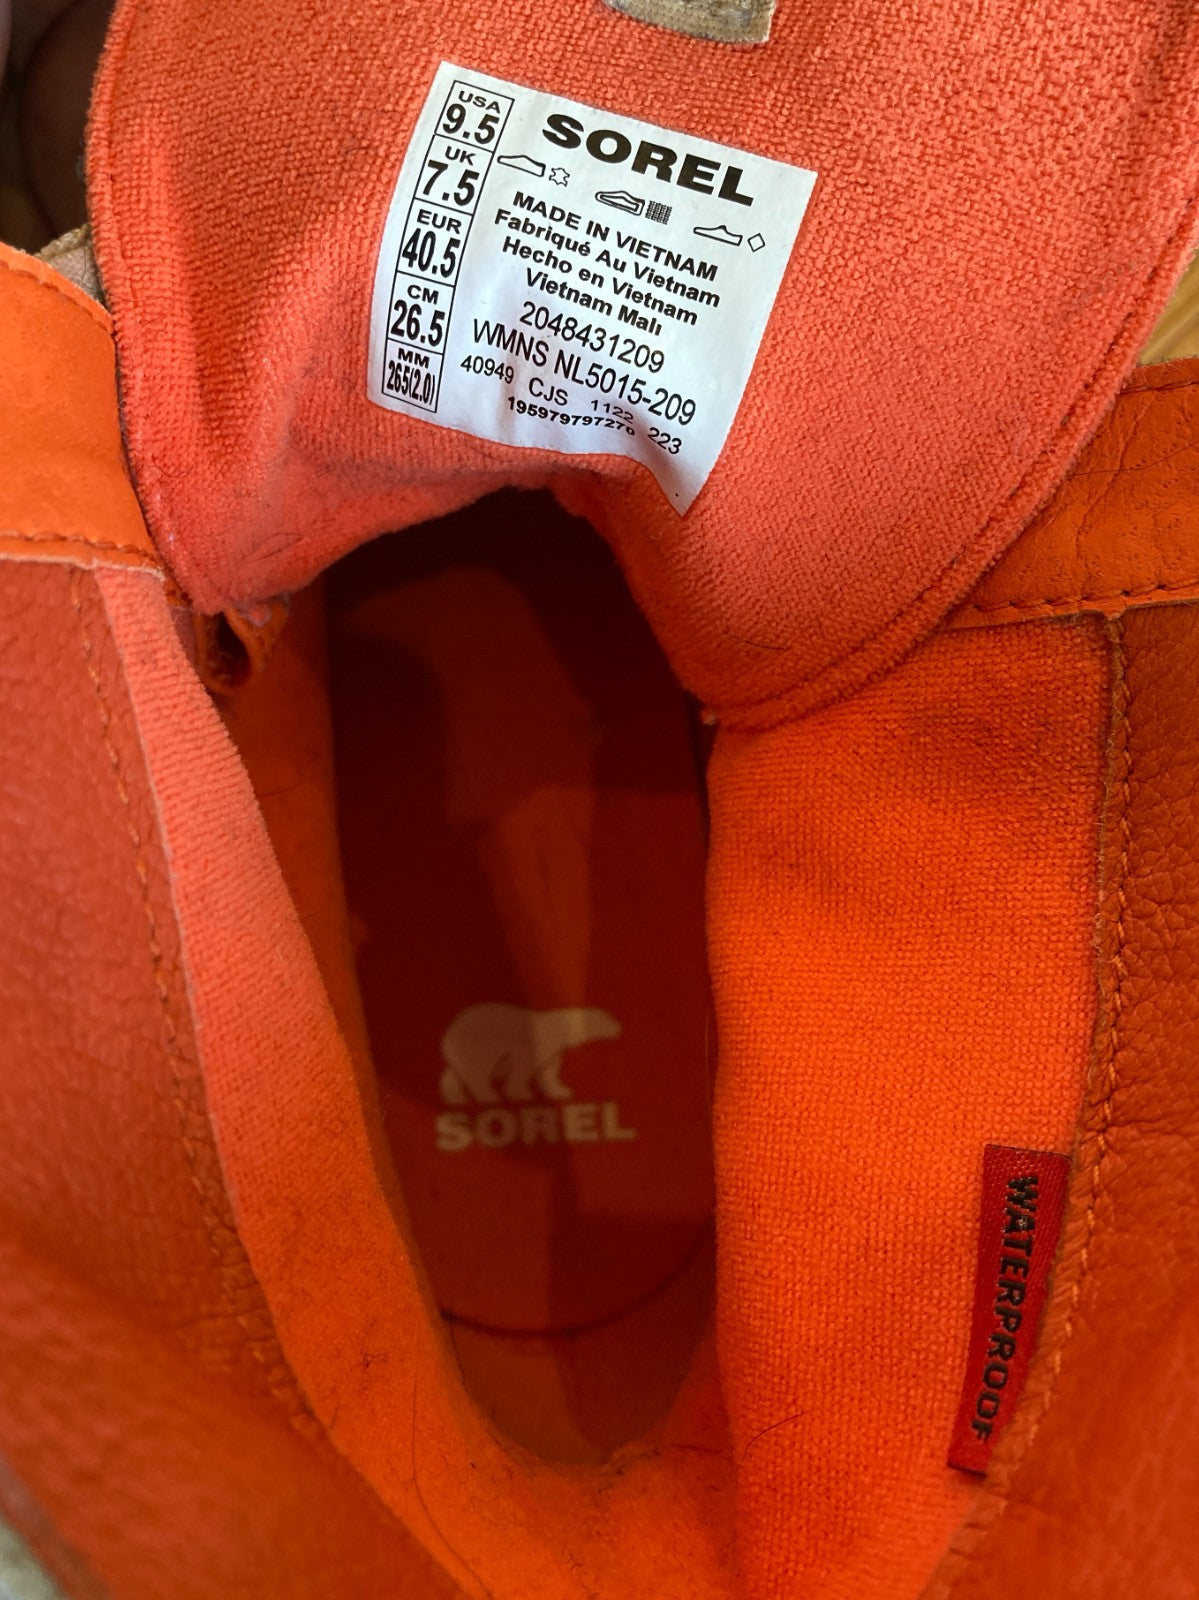 USA
9.5
UK
7.5
EUR
40.5
CM
26.5
MM
265(2.0)
SOREL
MADE IN VIETNAM
Fabriqué Au Vietnam
Hecho en Vietnam
Vietnam Malı
2048431209
WMNS NL5015-209
40949 CJS 1122 223
195979797270
SOREL
WATERPROOF